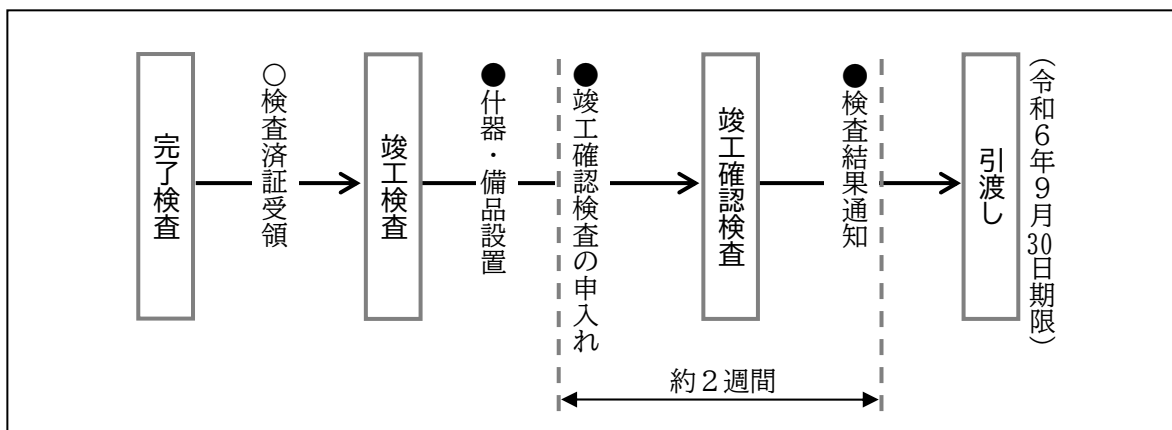 完了検査
○検査済証受領
竣工検査
●什器・備品設置
●竣工確認検査の申入れ
竣工確認検査
●検査結果通知
引渡し
（令和６年９月30日期限）
約２週間